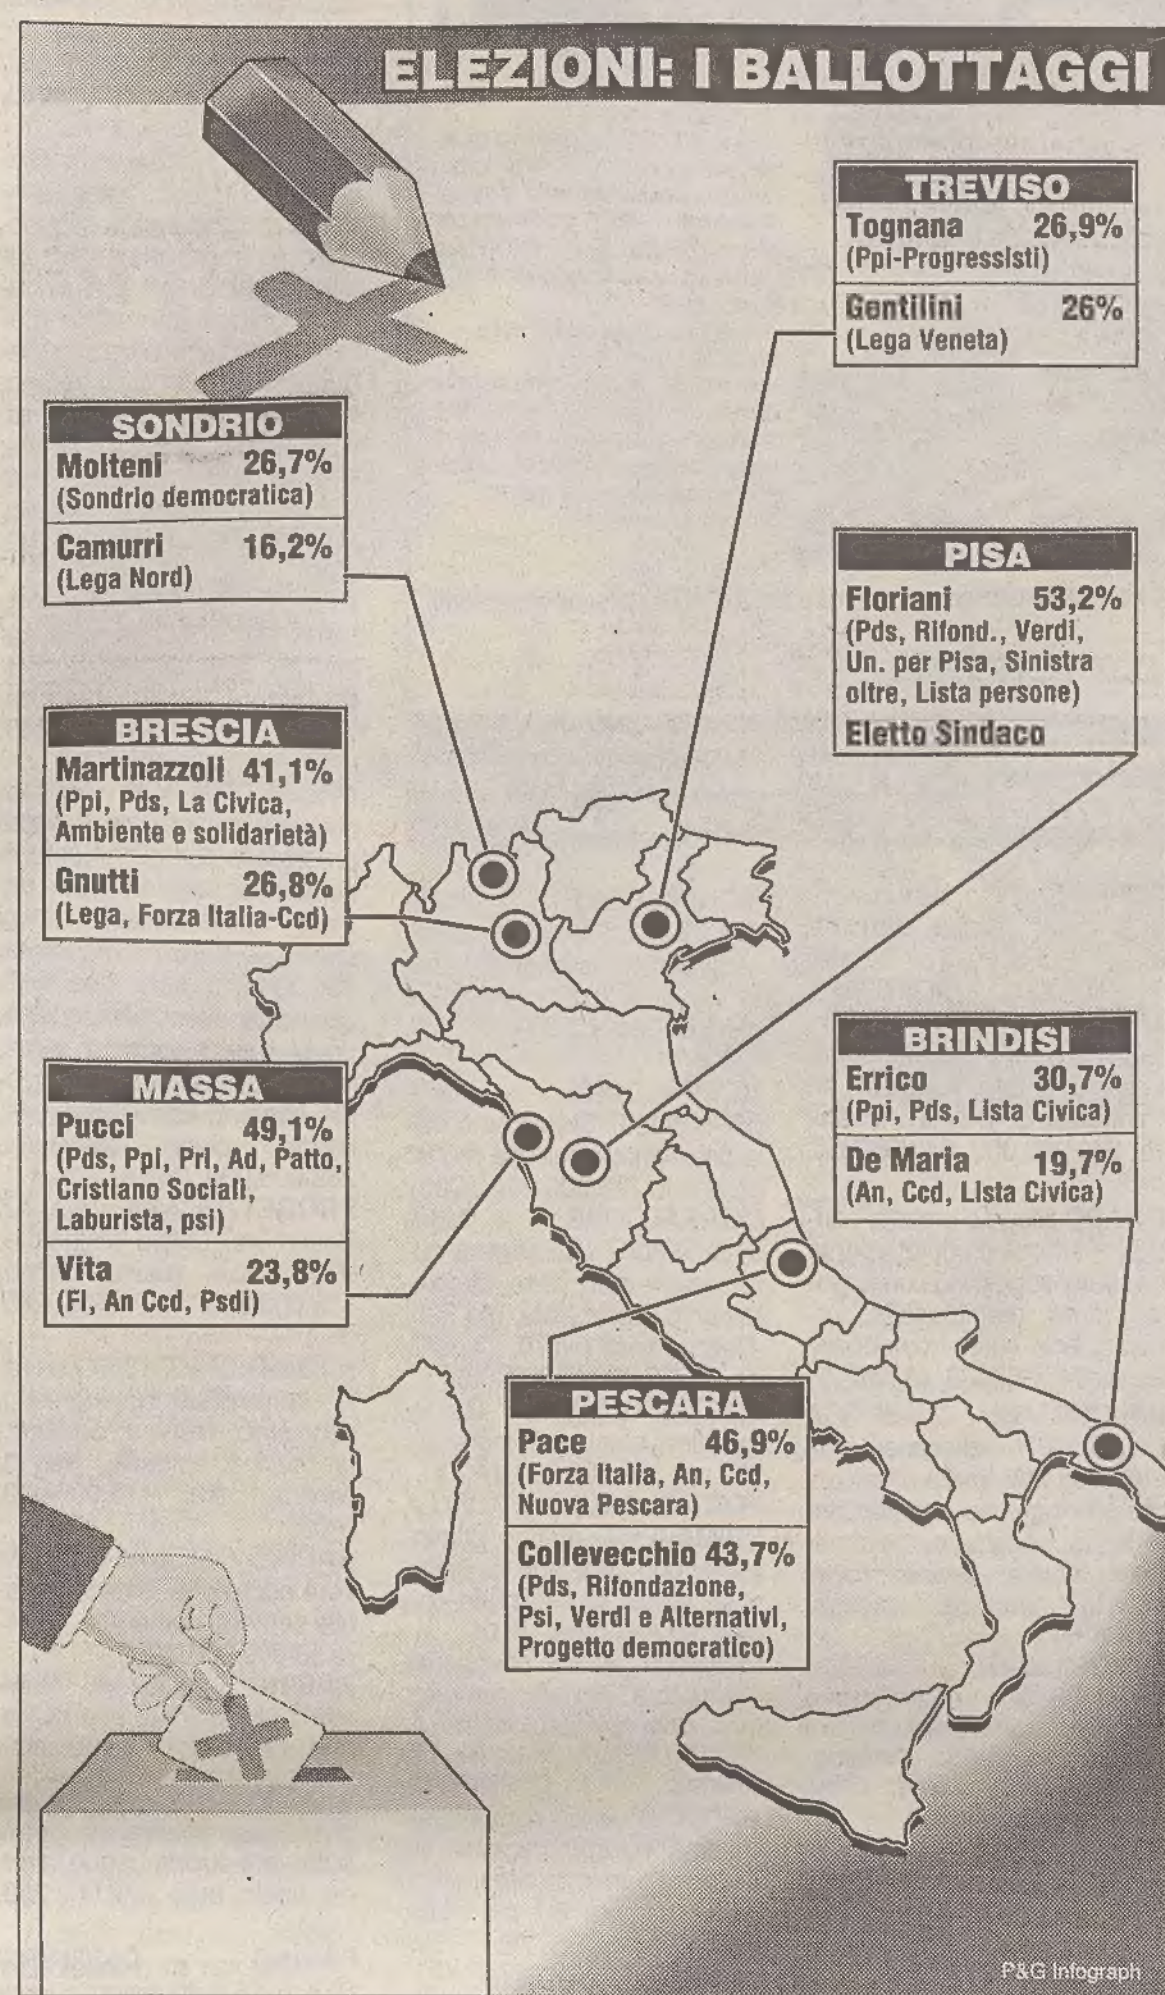 ELEZIONI: I BALLOTTAGGI
TREVISO
Tognana 26,9%
(Ppi-Progressisti)
Gentilini 26%
(Lega Veneta)
SONDRIO
Molteni 26,7%
(Sondrio democratica)
Camurri 16,2%
(Lega Nord)
PISA
Floriani 53,2%
(Pds, Rifond., Verdi,
Un. per Pisa, Sinistra
oltre, Lista persone)
Eletto Sindaco
BRESCIA
Martinazzoli 41,1%
(Ppi, Pds, La Civica,
Ambiente e solidarietà)
Gnutti 26,8%
(Lega, Forza Italia-Ccd)
BRINDISI
Errico 30,7%
(Ppi, Pds, Lista Civica)
De Maria 19,7%
(An, Ccd, Lista Civica)
MASSA
Pucci 49,1%
(Pds, Ppi, Pri, Ad, Patto,
Cristiano Sociali,
Laburista, psi)
Vita 23,8%
(FI, An Ccd, Psdi)
PESCARA
Pace 46,9%
(Forza Italia, An, Ccd,
Nuova Pescara)
Collevecchio 43,7%
(Pds, Rifondazione,
Psi, Verdi e Alternativi,
Progetto democratico)
P&G Infograph